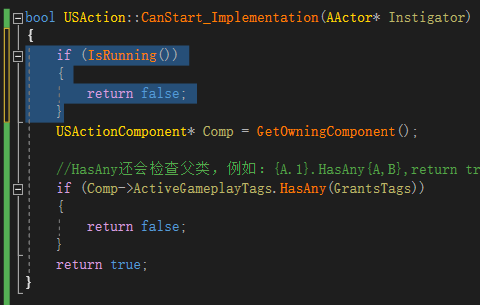 bool USAction::CanStart_Implementation(AActor* Instigator)
{
if (IsRunning())
{
return false;
}
USActionComponent* Comp = GetOwningComponent();
//HasAny还会检查父类，例如：{A.1}.HasAny{A,B},return tr
if (Comp->ActiveGameplayTags.HasAny(GrantsTags))
{
return false;
}
return true;
}